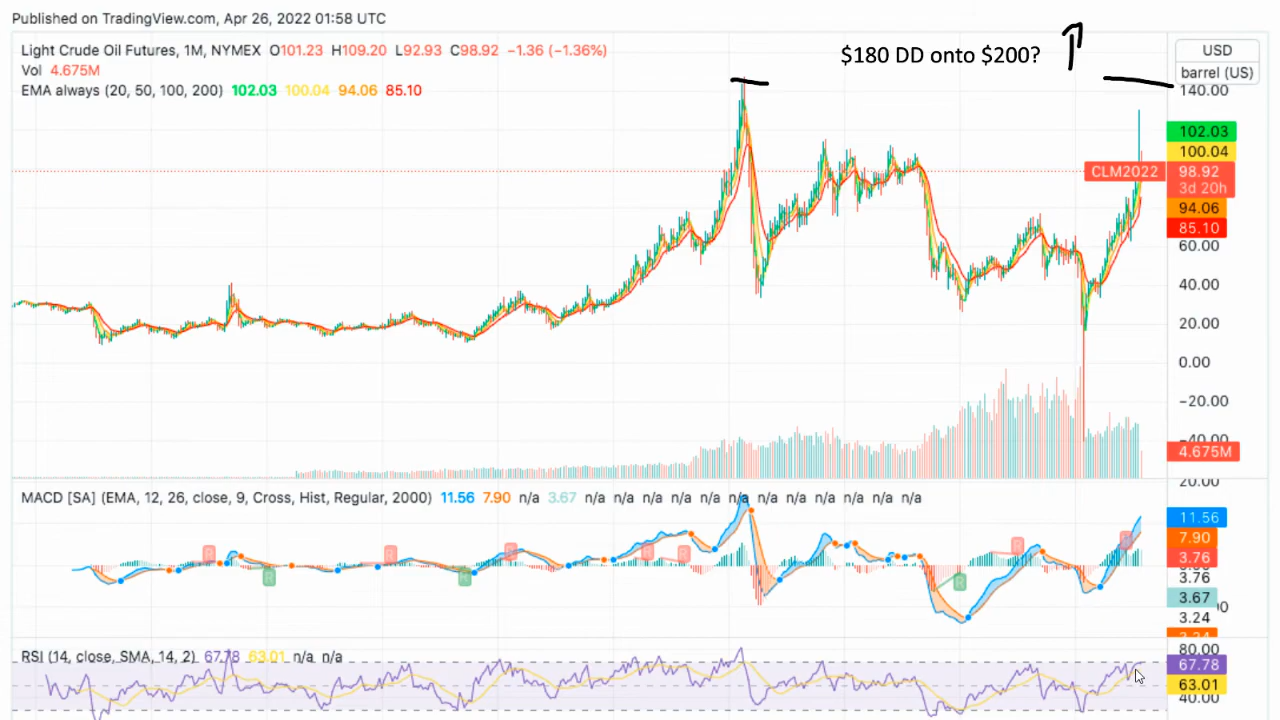 Published on TradingView.com, Apr 26, 2022 01:58 UTC
Light Crude Oil Futures, 1M, NYMEX O101.23 H109.20 L92.93 C98.92 −1.36 (−1.36%)
$180 DD onto $200?
USD
barrel (US)
Vol 4.675M
EMA always (20, 50, 100, 200) 102.03 100.04 94.06 85.10
140.00
102.03
100.04
CLM2022 98.92
3d 20h
94.06
85.10
60.00
40.00
20.00
0.00
−20.00
−40.00
4.675M
20.00
MACD [SA] (EMA, 12, 26, close, 9, Cross, Hist, Regular, 2000) 11.56 7.90 n/a 3.67 n/a n/a n/a n/a n/a n/a n/a n/a n/a n/a n/a n/a
11.56
7.90
3.76
3.76
3.67
3.24
R R R R R R R R
R R R
RSI (14, close, SMA, 14, 2) 67.78 63.01 n/a n/a
80.00
67.78
63.01
40.00